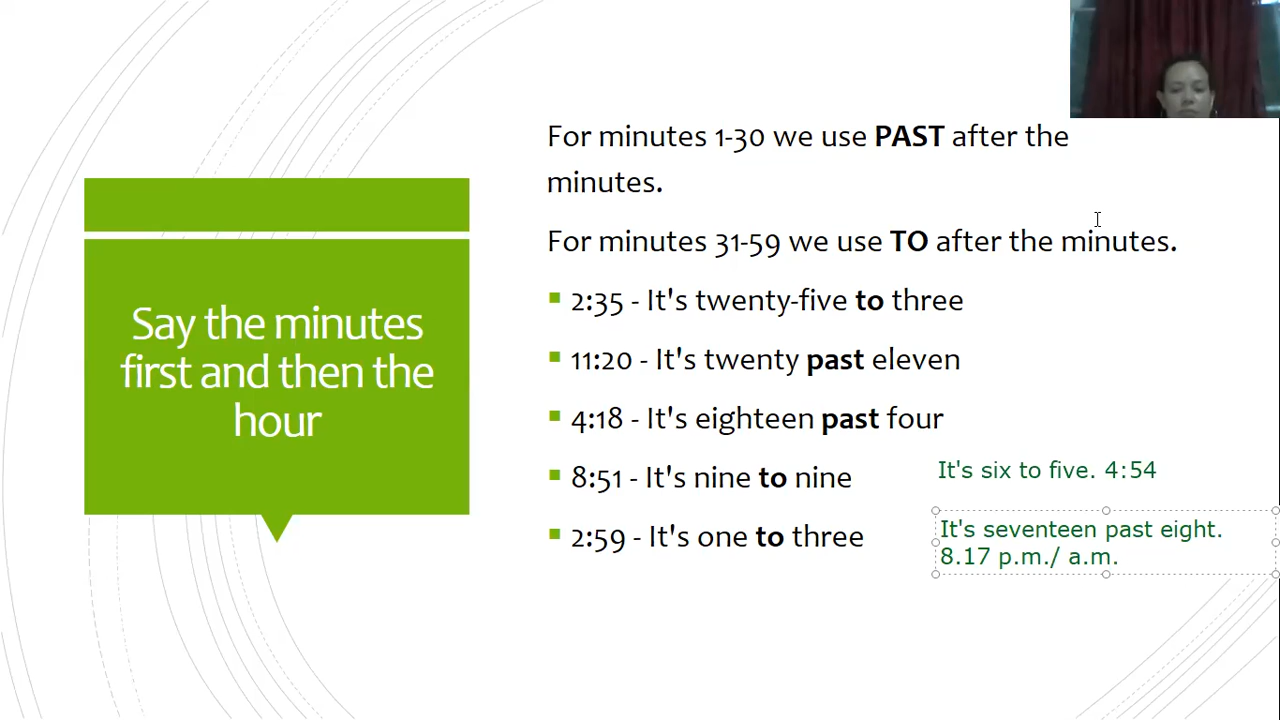 Say the minutes
first and then the
hour
For minutes 1-30 we use PAST after the
minutes.
For minutes 31-59 we use TO after the minutes.
2:35 - It's twenty-five to three
11:20 - It's twenty past eleven
4:18 - It's eighteen past four
8:51 - It's nine to nine
2:59 - It's one to three
It's six to five. 4:54
It's seventeen past eight.
8.17 p.m./ a.m.